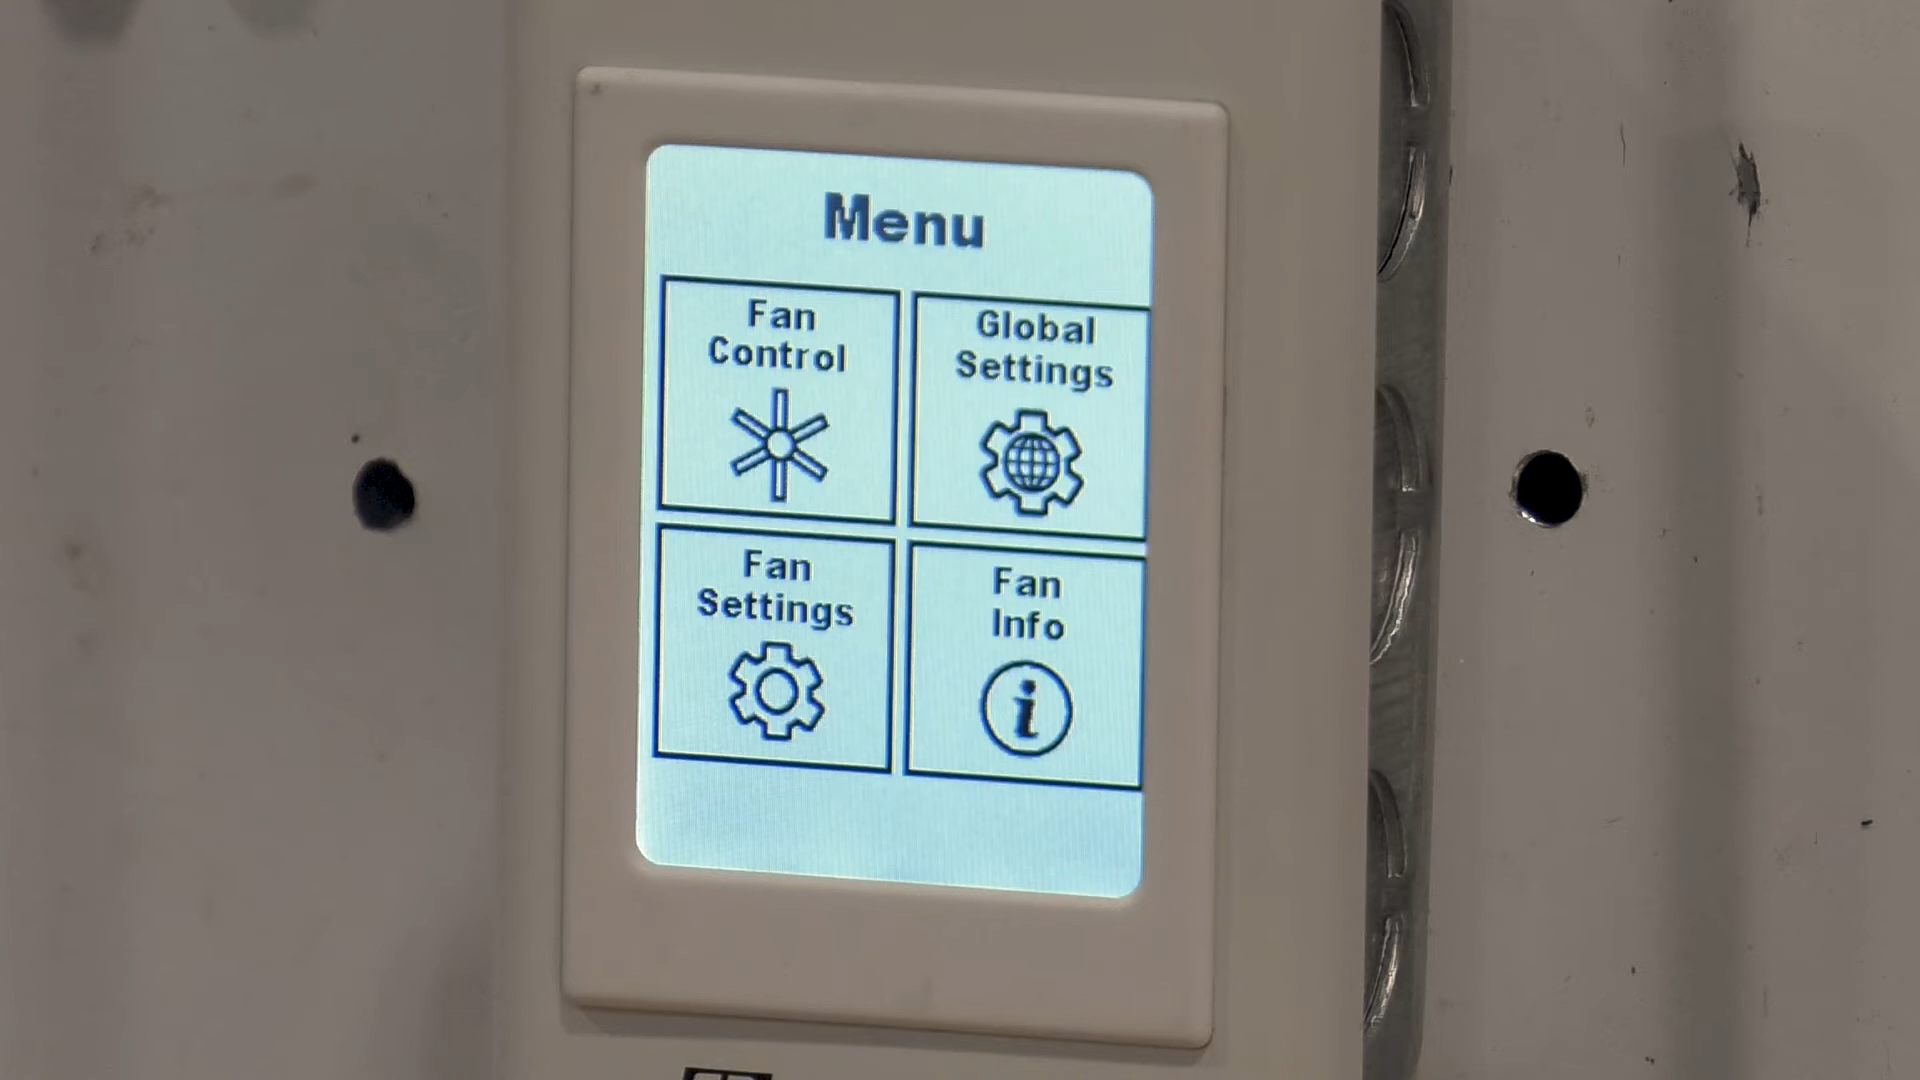 Menu
Fan
Control
Global
Settings
Fan
Settings
Fan
Info